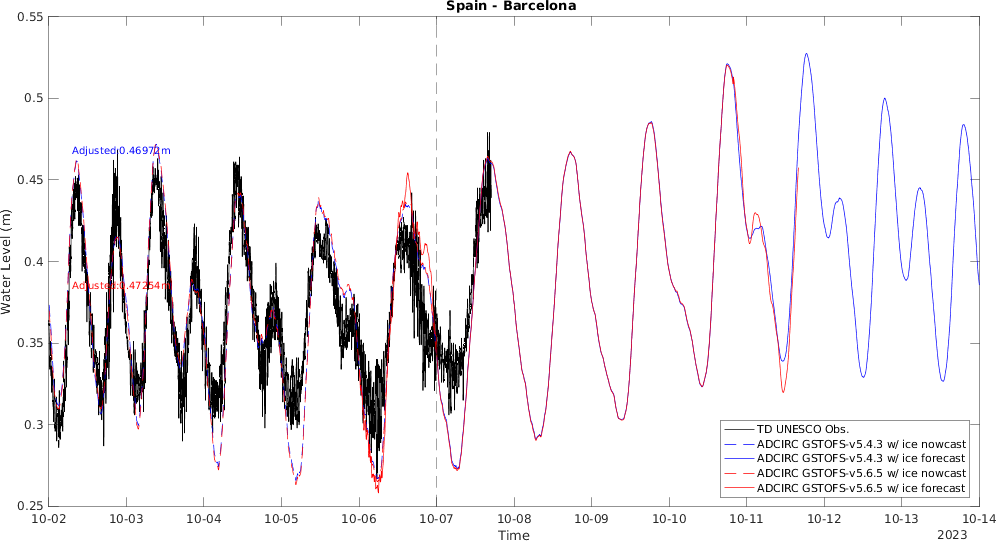 Spain - Barcelona
0.55
0.5
0.45
0.4
0.35
0.3
0.25
Water Level (m)
Adjusted:0.46972m
Adjusted:0.47254m
TD UNESCO Obs.
ADCIRC GSTOFS-v5.4.3 w/ ice nowcast
ADCIRC GSTOFS-v5.4.3 w/ ice forecast
ADCIRC GSTOFS-v5.6.5 w/ ice nowcast
ADCIRC GSTOFS-v5.6.5 w/ ice forecast
10-02 10-03 10-04 10-05 10-06 10-07 10-08 10-09 10-10 10-11 10-12 10-13 10-14
Time
2023